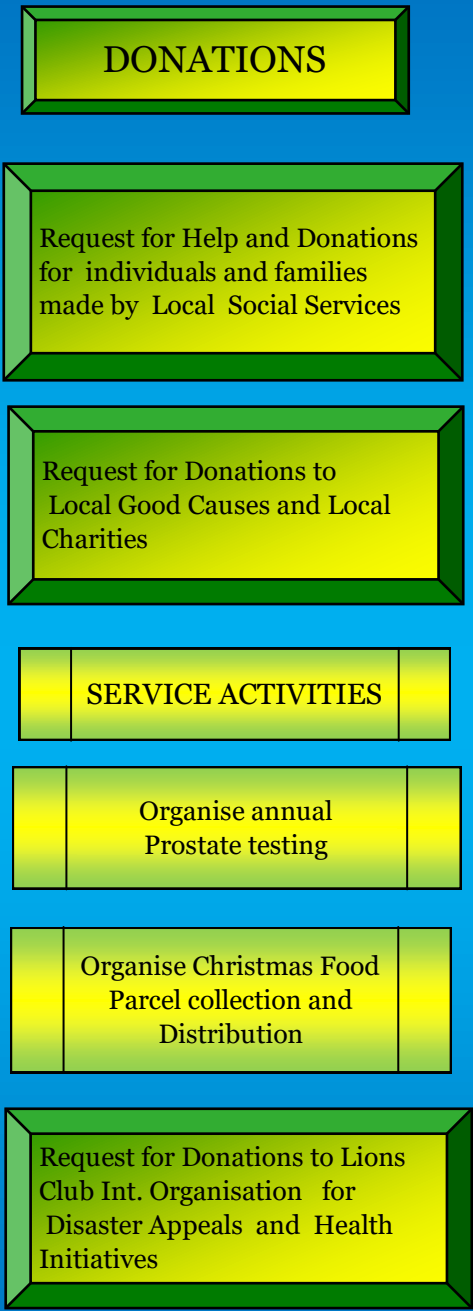 DONATIONS
Request for Help and Donations
for individuals and families
made by Local Social Services
Request for Donations to
Local Good Causes and Local
Charities
SERVICE ACTIVITIES
Organise annual
Prostate testing
Organise Christmas Food
Parcel collection and
Distribution
Request for Donations to Lions
Club Int. Organisation for
Disaster Appeals and Health
Initiatives